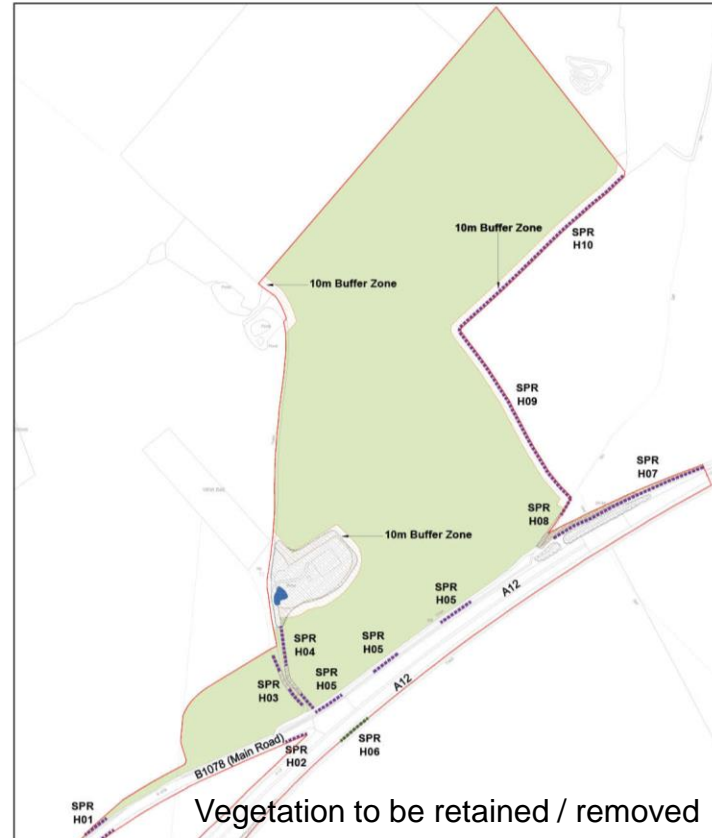 10m Buffer Zone
SPR
H10
10m Buffer Zone
SPR
H09
SPR
H07
SPR
H08
10m Buffer Zone
A12
SPR
H05
SPR
H04
SPR
H05
SPR
H03
SPR
H05
A12
B1078 (Main Road)
SPR
H06
SPR
H02
SPR
H01
Vegetation to be retained / removed